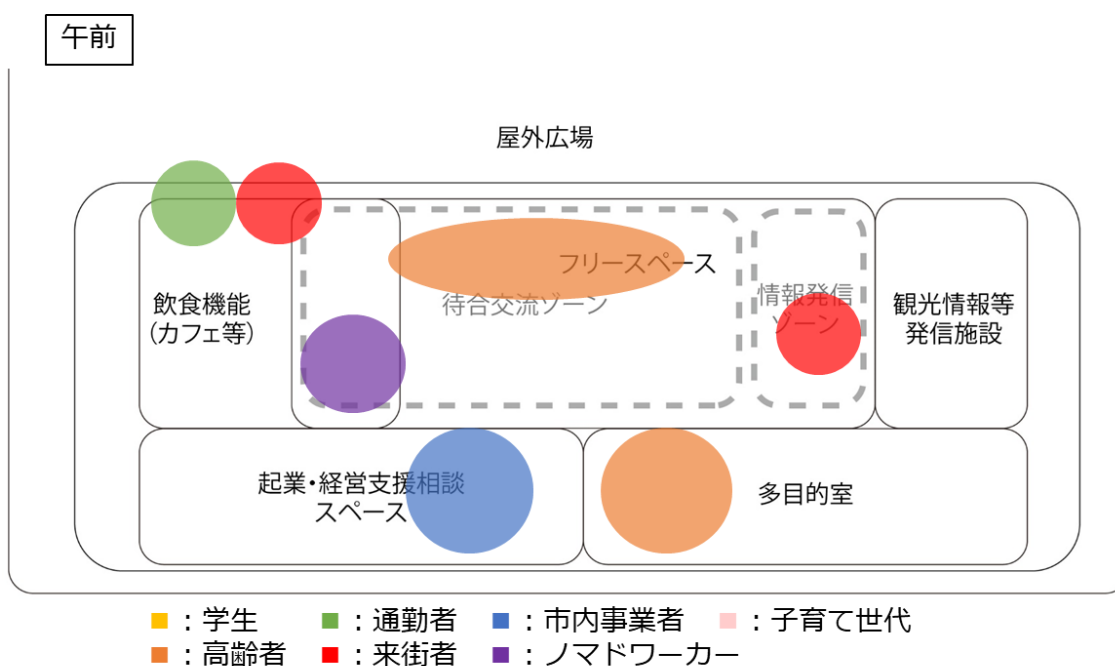 午前
屋外広場
フリースペース
待合交流ゾーン
情報発信
ゾーン
飲食機能
(カフェ等)
観光情報等
発信施設
起業・経営支援相談
スペース
多目的室
■:学生 ■:通勤者 ■:市内事業者 ■:子育て世代
■:高齢者 ■:来街者 ■:ノマドワーカー